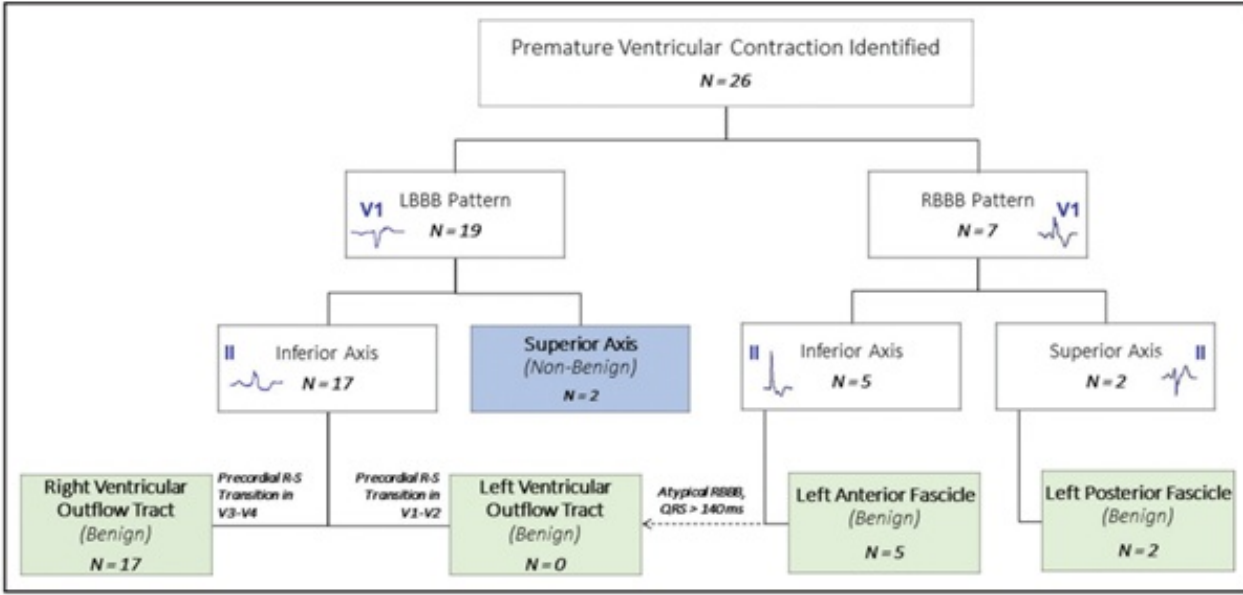 Premature Ventricular Contraction Identified
N = 26
V1
LBBB Pattern
N = 19
RBBB Pattern
V1
N = 7
II
Inferior Axis
N = 17
Superior Axis
(Non-Benign)
N = 2
II
Inferior Axis
N = 5
Superior Axis
II
N = 2
Right Ventricular
Outflow Tract
(Benign)
N = 17
Precordial R-S
Transition in
V3-V4
Precordial R-S
Transition in
V1-V2
Left Ventricular
Outflow Tract
(Benign)
N = 0
Atypical RBBB,
QRS > 140 ms
Left Anterior Fascicle
(Benign)
N = 5
Left Posterior Fascicle
(Benign)
N = 2